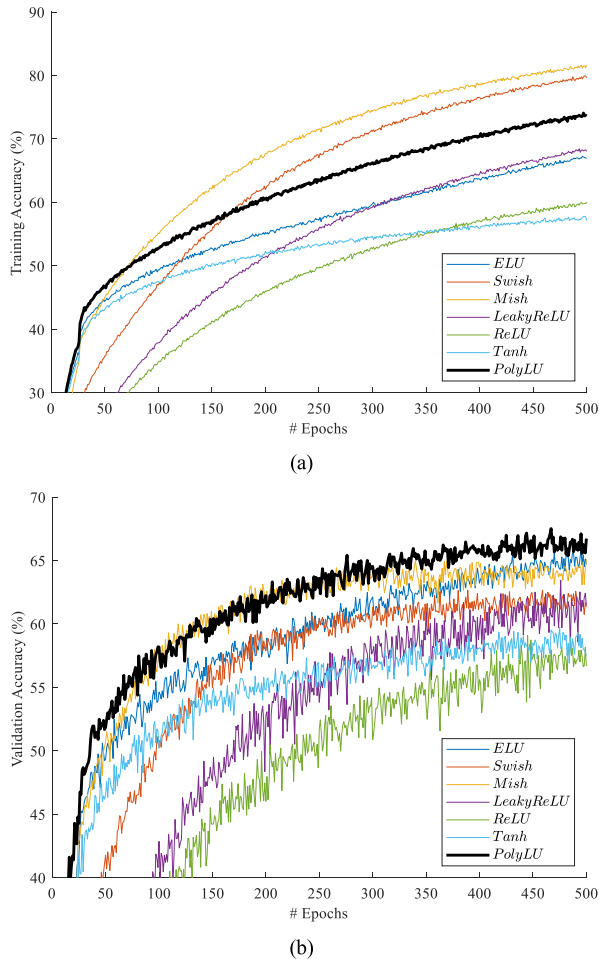 90
80
70
60
50
40
30
Training Accuracy (%)
ELU
Swish
Mish
LeakyReLU
ReLU
Tanh
PolyLU
0 50 100 150 200 250 300 350 400 450 500
# Epochs
(a)
70
65
60
55
50
45
40
Validation Accuracy (%)
ELU
Swish
Mish
LeakyReLU
ReLU
Tanh
PolyLU
0 50 100 150 200 250 300 350 400 450 500
# Epochs
(b)